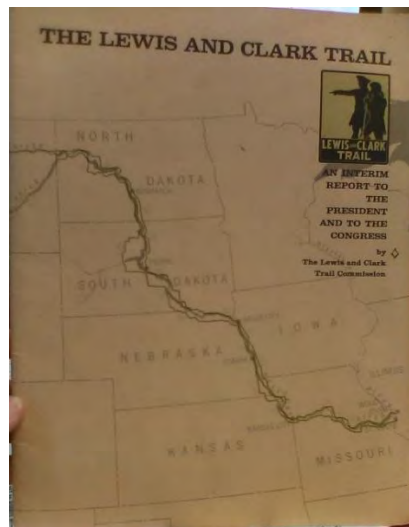 THE LEWIS AND CLARK TRAIL
LEWIS AND CLARK
TRAIL
AN INTERIM
REPORT TO
THE
PRESIDENT
AND TO THE
CONGRESS
by
The Lewis and Clark
Trail Commission
NORTH
DAKOTA
SOUTH DAKOTA
IOWA
NEBRASKA
KANSAS
MISSOURI